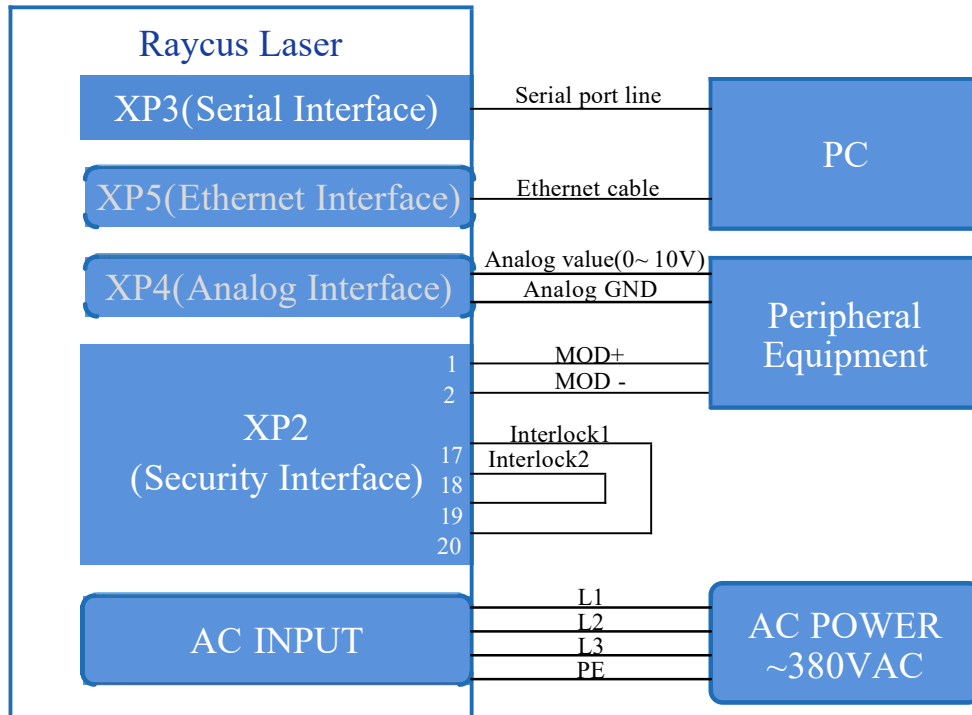 Raycus Laser
XP3(Serial Interface)
Serial port line
PC
XP5(Ethernet Interface)
Ethernet cable
XP4(Analog Interface)
Analog value(0~ 10V)
Analog GND
Peripheral
Equipment
1
MOD+
2
MOD -
XP2
(Security Interface)
17
Interlock1
18
Interlock2
19
20
AC INPUT
L1
L2
L3
PE
AC POWER
~380VAC